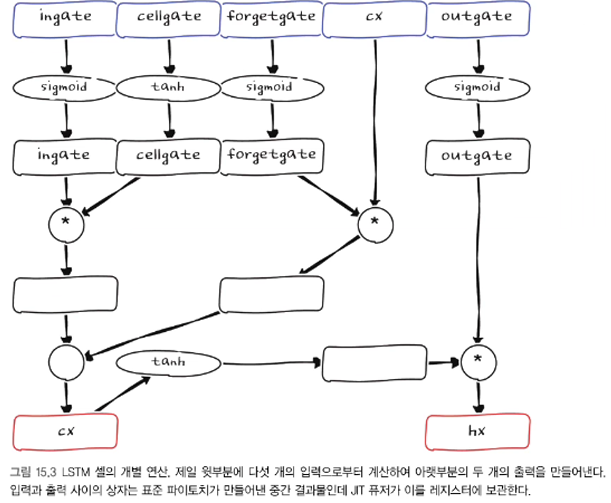 ingate cellgate forgetgate cx outgate
sigmoid tanh sigmoid sigmoid
ingate cellgate forgetgate outgate
* *
tanh *
cx hx
그림 15.3 LSTM 셀의 개별 연산. 제일 윗부분에 다섯 개의 입력으로부터 계산하여 아랫부분의 두 개의 출력을 만들어낸다.
입력과 출력 사이의 상자는 표준 파이토치가 만들어낸 중간 결과물인데 JIT 퓨저가 이를 레지스터에 보관한다.